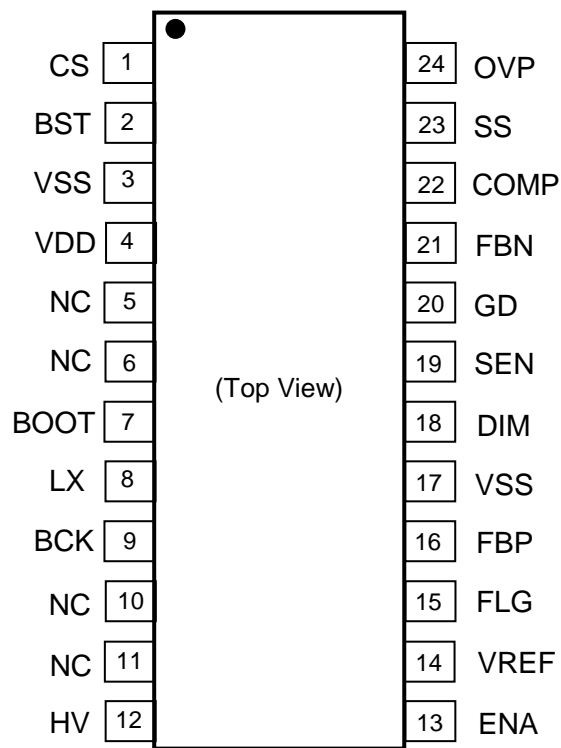 CS 1 24 OVP
BST 2 23 SS
VSS 3 22 COMP
VDD 4 21 FBN
NC 5 20 GD
NC 6 19 SEN
(Top View)
BOOT 7 18 DIM
LX 8 17 VSS
BCK 9 16 FBP
NC 10 15 FLG
NC 11 14 VREF
HV 12 13 ENA